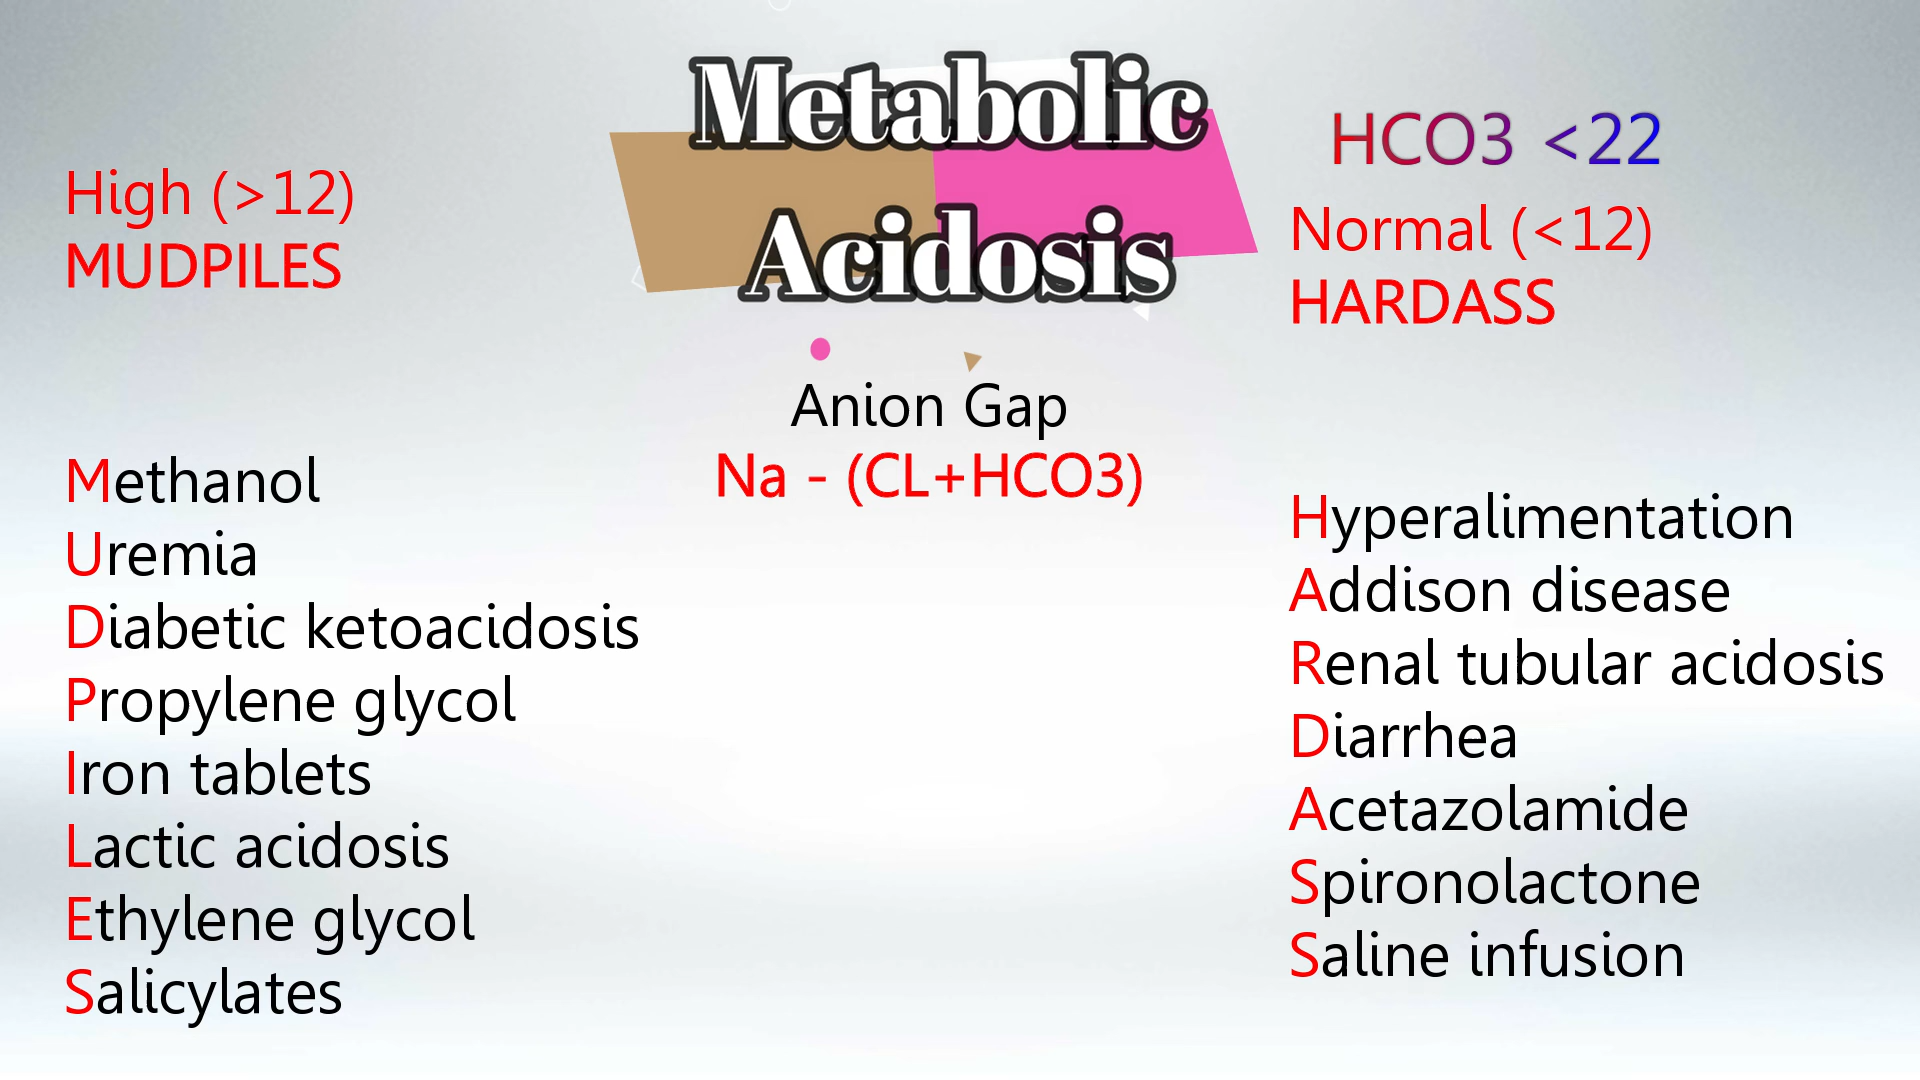 Metabolic
Acidosis
High (>12)
MUDPILES
Methanol
Uremia
Diabetic ketoacidosis
Propylene glycol
Iron tablets
Lactic acidosis
Ethylene glycol
Salicylates
Anion Gap
Na - (CL+HCO3)
HCO3 <22
Normal (<12)
HARDASS
Hyperalimentation
Addison disease
Renal tubular acidosis
Diarrhea
Acetazolamide
Spironolactone
Saline infusion